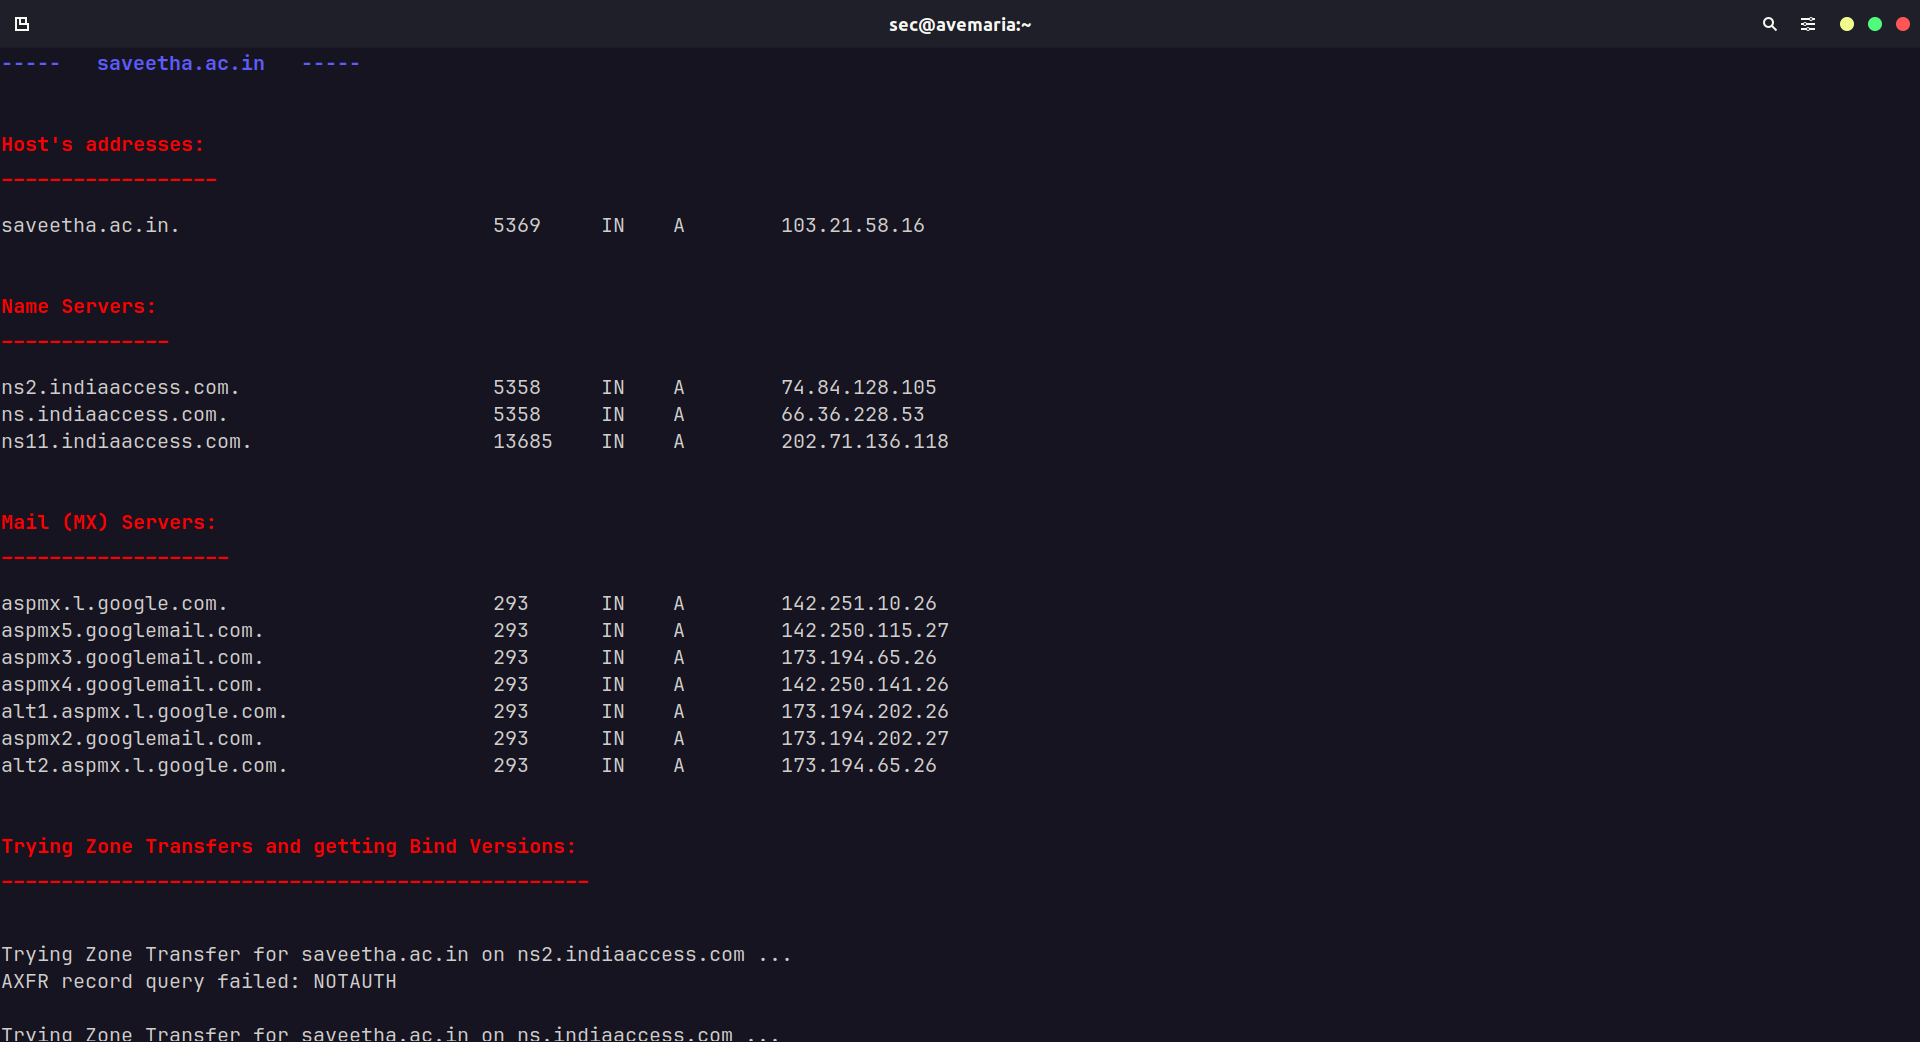 sec@avemaria:~
----- saveetha.ac.in -----
Host's addresses:
------------------
saveetha.ac.in. 5369 IN A 103.21.58.16
Name Servers:
--------------
ns2.indiaaccess.com. 5358 IN A 74.84.128.105
ns.indiaaccess.com. 5358 IN A 66.36.228.53
ns11.indiaaccess.com. 13685 IN A 202.71.136.118
Mail (MX) Servers:
-------------------
aspmx.l.google.com. 293 IN A 142.251.10.26
aspmx5.googlemail.com. 293 IN A 142.250.115.27
aspmx3.googlemail.com. 293 IN A 173.194.65.26
aspmx4.googlemail.com. 293 IN A 142.250.141.26
alt1.aspmx.l.google.com. 293 IN A 173.194.202.26
aspmx2.googlemail.com. 293 IN A 173.194.202.27
alt2.aspmx.l.google.com. 293 IN A 173.194.65.26
Trying Zone Transfers and getting Bind Versions:
-------------------------------------------------
Trying Zone Transfer for saveetha.ac.in on ns2.indiaaccess.com ...
AXFR record query failed: NOTAUTH
Trying Zone Transfer for saveetha.ac.in on ns.indiaaccess.com ...